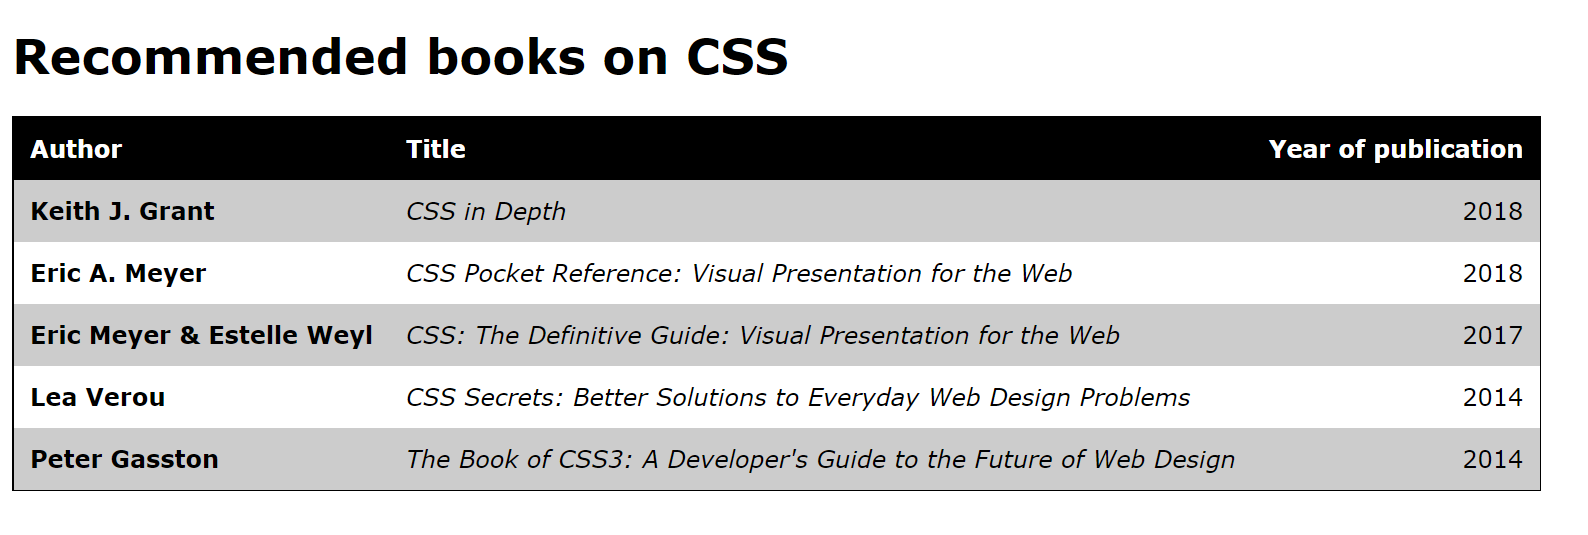 Recommended books on CSS
Author Title Year of publication
Keith J. Grant CSS in Depth 2018
Eric A. Meyer CSS Pocket Reference: Visual Presentation for the Web 2018
Eric Meyer & Estelle Weyl CSS: The Definitive Guide: Visual Presentation for the Web 2017
Lea Verou CSS Secrets: Better Solutions to Everyday Web Design Problems 2014
Peter Gasston The Book of CSS3: A Developer's Guide to the Future of Web Design 2014